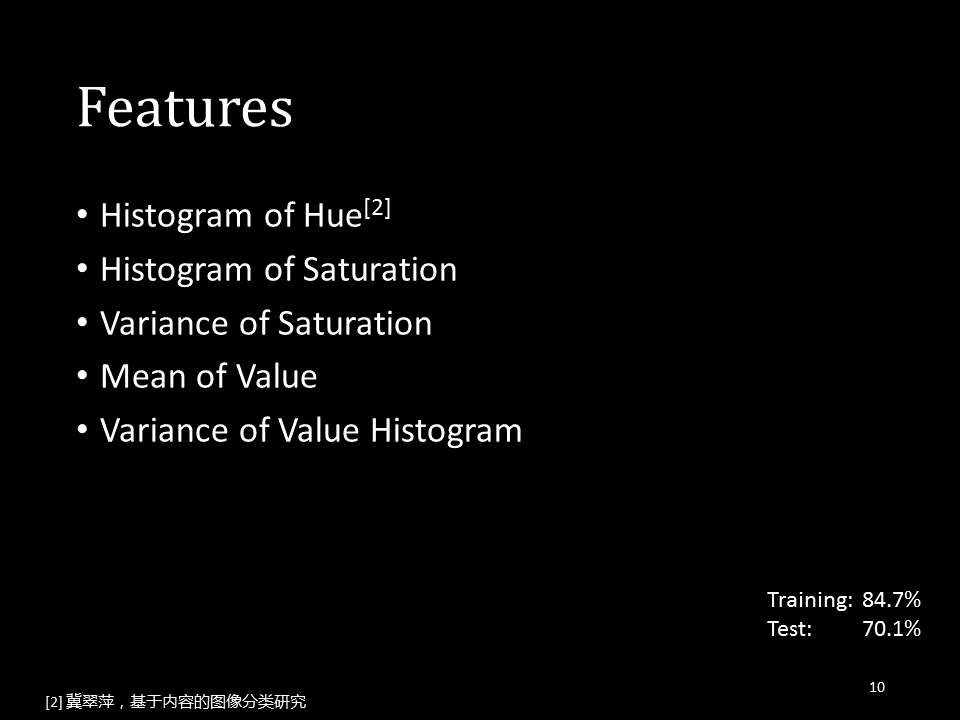 Features
• Histogram of Hue[2]
• Histogram of Saturation
• Variance of Saturation
• Mean of Value
• Variance of Value Histogram
Training: 84.7%
Test: 70.1%
10
[2] 冀翠萍，基于内容的图像分类研究